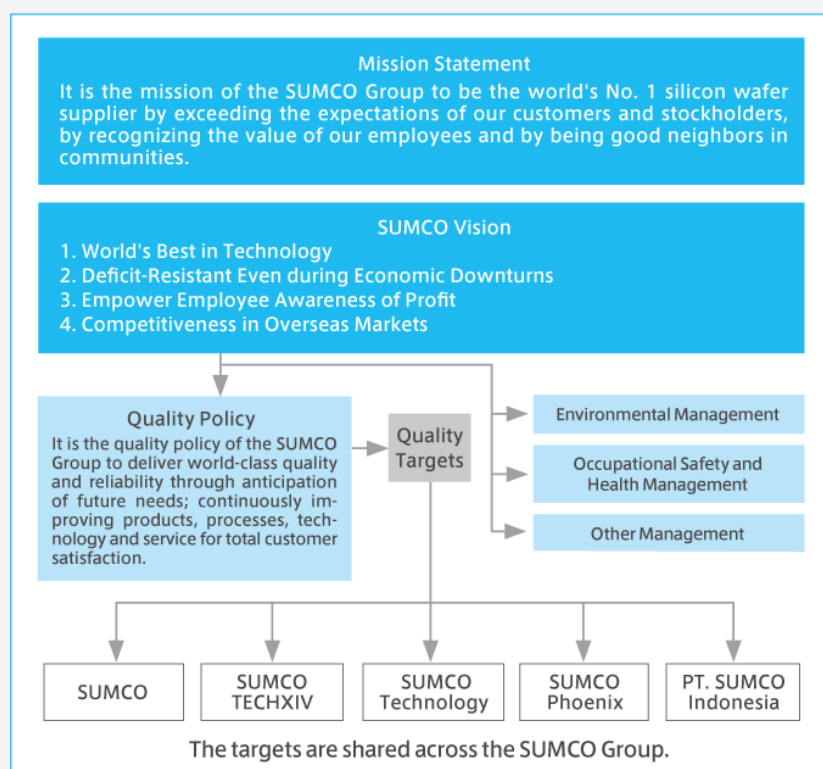 Mission Statement
It is the mission of the SUMCO Group to be the world's No. 1 silicon wafer
supplier by exceeding the expectations of our customers and stockholders,
by recognizing the value of our employees and by being good neighbors in
communities.
SUMCO Vision
1. World's Best in Technology
2. Deficit-Resistant Even during Economic Downturns
3. Empower Employee Awareness of Profit
4. Competitiveness in Overseas Markets
Quality Policy
It is the quality policy of the SUMCO
Group to deliver world-class quality
and reliability through anticipation
of future needs; continuously im-
proving products, processes, tech-
nology and service for total customer
satisfaction.
Quality
Targets
Environmental Management
Occupational Safety and
Health Management
Other Management
SUMCO
SUMCO
TECHXIV
SUMCO
Technology
SUMCO
Phoenix
PT. SUMCO
Indonesia
The targets are shared across the SUMCO Group.